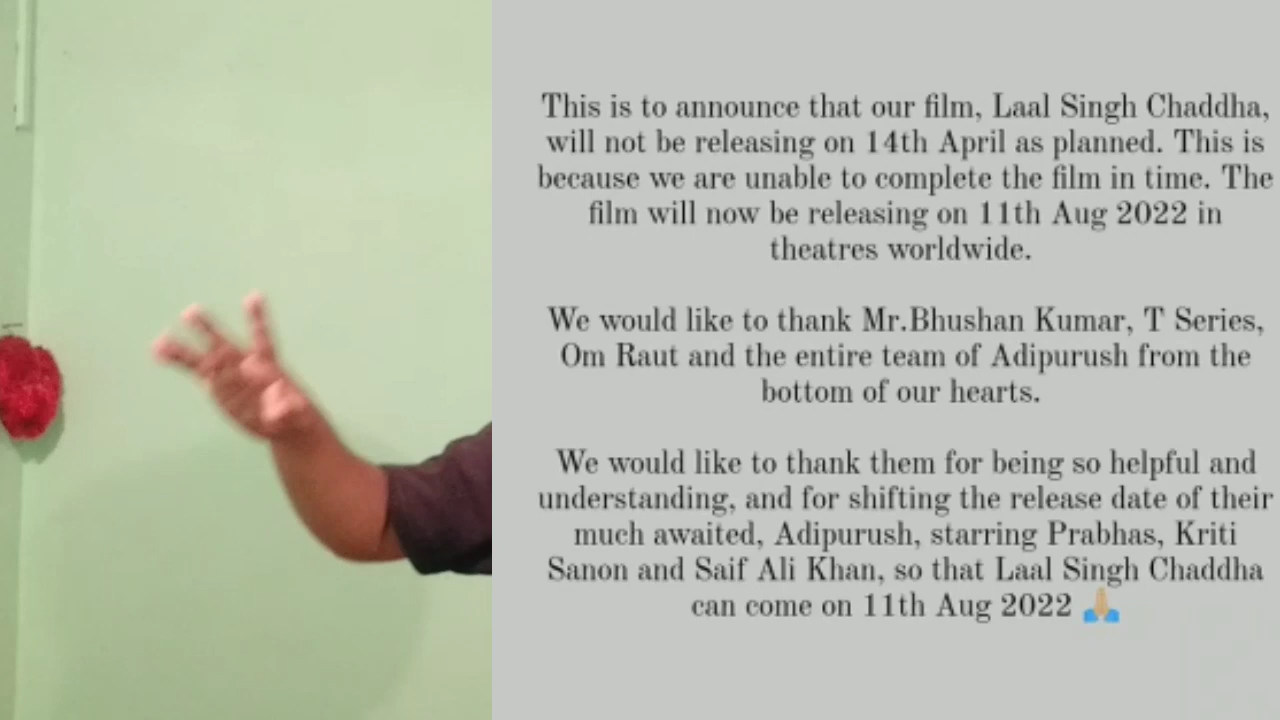 This is to announce that our film, Laal Singh Chaddha,
will not be releasing on 14th April as planned. This is
because we are unable to complete the film in time. The
film will now be releasing on 11th Aug 2022 in
theatres worldwide.
We would like to thank Mr.Bhushan Kumar, T Series,
Om Raut and the entire team of Adipurush from the
bottom of our hearts.
We would like to thank them for being so helpful and
understanding, and for shifting the release date of their
much awaited, Adipurush, starring Prabhas, Kriti
Sanon and Saif Ali Khan, so that Laal Singh Chaddha
can come on 11th Aug 2022 🙏